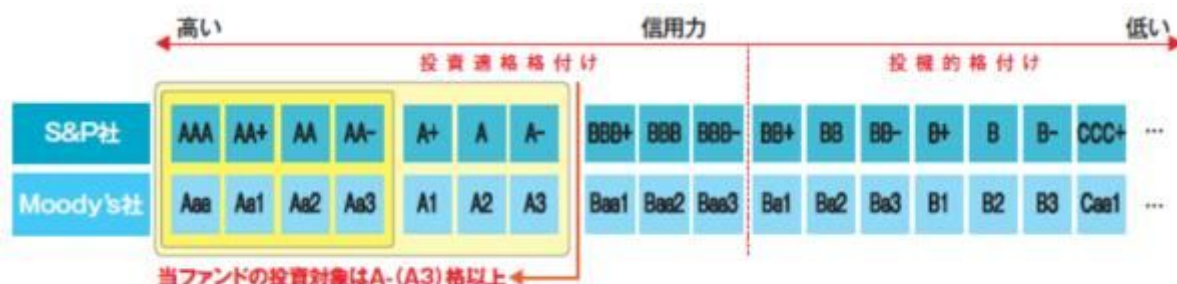 高い 信用力 低い
投資適格格付け 投機的格付け
S&P社 AAA AA+ AA AA- A+ A A- BBB+ BBB BBB- BB+ BB BB- B+ B B- CCC+ …
Moody's社 Aaa Aa1 Aa2 Aa3 A1 A2 A3 Baa1 Baa2 Baa3 Ba1 Ba2 Ba3 B1 B2 B3 Caa1 …
当ファンドの投資対象はA-(A3)格以上